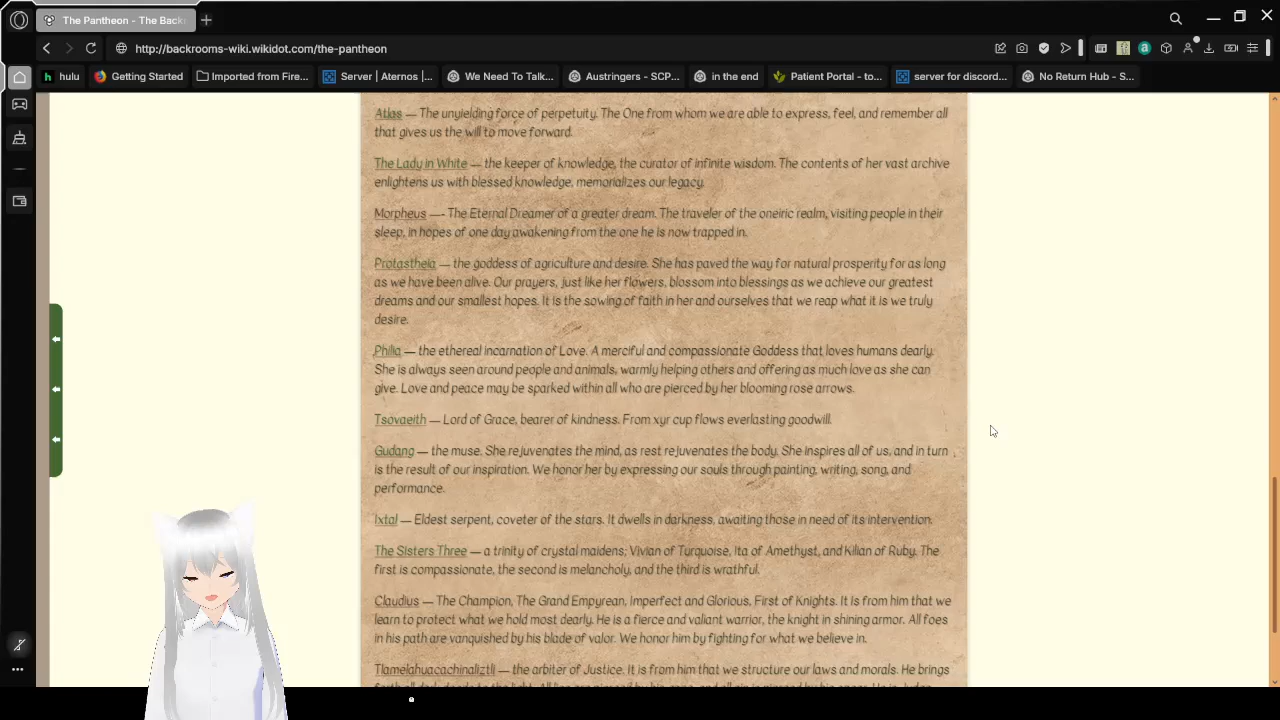 The Pantheon - The Back
http://backrooms-wiki.wikidot.com/the-pantheon
hulu
Getting Started
Imported from Fire...
Server | Aternos |...
We Need To Talk...
Austringers - SCP...
in the end
Patient Portal - to...
server for discord...
No Return Hub - S...
Atlas — The unyielding force of perpetuity. The One from whom we are able to express, feel, and remember all
that gives us the will to move forward.
The Lady in White — the keeper of knowledge, the curator of infinite wisdom. The contents of her vast archive
enlightens us with blessed knowledge, memorializes our legacy.
Morpheus —- The Eternal Dreamer of a greater dream. The traveler of the oneiric realm, visiting people in their
sleep, in hopes of one day awakening from the one he is now trapped in.
Protastheia — the goddess of agriculture and desire. She has paved the way for natural prosperity for as long
as we have been alive. Our prayers, just like her flowers, blossom into blessings as we achieve our greatest
dreams and our smallest hopes. It is the sowing of faith in her and ourselves that we reap what it is we truly
desire.
Philia — the ethereal incarnation of Love. A merciful and compassionate Goddess that loves humans dearly.
She is always seen around people and animals, warmly helping others and offering as much love as she can
give. Love and peace may be sparked within all who are pierced by her blooming rose arrows.
Tsovaeith — Lord of Grace, bearer of kindness. From xyr cup flows everlasting goodwill.
Gudang — the muse. She rejuvenates the mind, as rest rejuvenates the body. She inspires all of us, and in turn
is the result of our inspiration. We honor her by expressing our souls through painting, writing, song, and
performance.
Ixtal — Eldest serpent, coveter of the stars. It dwells in darkness, awaiting those in need of its intervention.
The Sisters Three — a trinity of crystal maidens; Vivian of Turquoise, Ita of Amethyst, and Kilian of Ruby. The
first is compassionate, the second is melancholy, and the third is wrathful.
Claudius — The Champion, The Grand Empyrean, Imperfect and Glorious, First of Knights. It is from him that we
learn to protect what we hold most dearly. He is a fierce and valiant warrior, the knight in shining armor. All foes
in his path are vanquished by his blade of valor. We honor him by fighting for what we believe in.
Tlamelahuacachinaliztli — the arbiter of Justice. It is from him that we structure our laws and morals. He brings